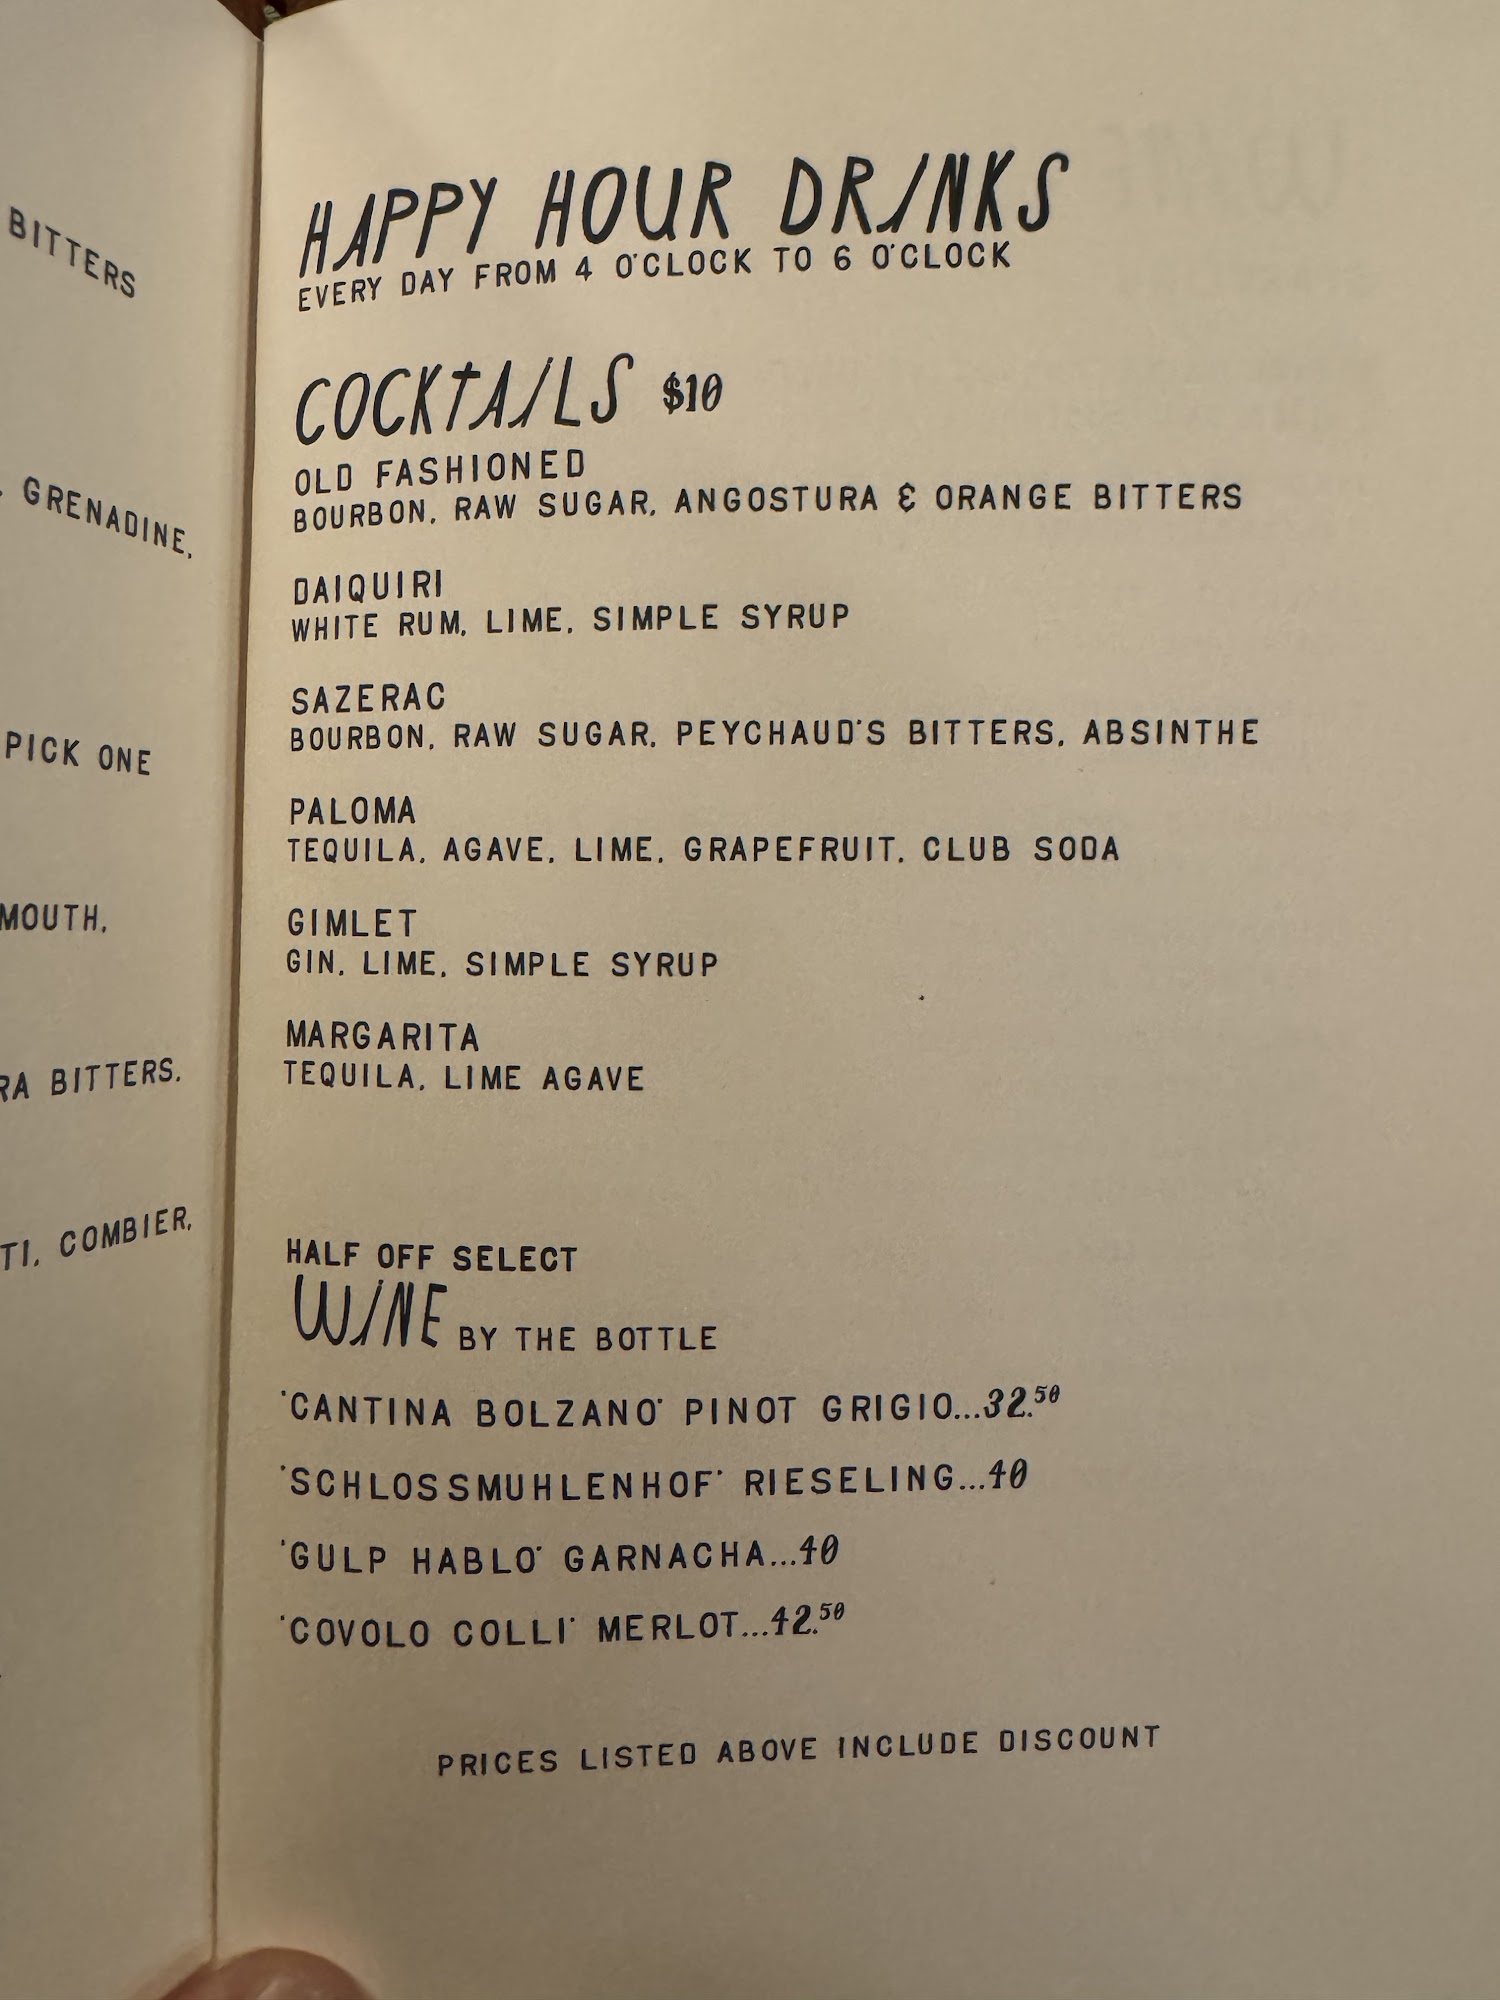 BITTERS
GRENADINE,
PICK ONE
BITTERS,
COMBIER,
HAPPY HOUR DRINKS
EVERY DAY FROM 4 O'CLOCK TO 6 O'CLOCK
COCKTAILS $10
OLD FASHIONED
BOURBON, RAW SUGAR, ANGOSTURA & ORANGE BITTERS
DAIQUIRI
WHITE RUM, LIME, SIMPLE SYRUP
SAZERAC
BOURBON, RAW SUGAR, PEYCHAUD'S BITTERS, ABSINTHE
PALOMA
TEQUILA, AGAVE, LIME, GRAPEFRUIT, CLUB SODA
GIMLET
GIN, LIME, SIMPLE SYRUP
MARGARITA
TEQUILA, LIME AGAVE
HALF OFF SELECT
WINE BY THE BOTTLE
'CANTINA BOLZANO' PINOT GRIGIO...32.50
'SCHLOSSMUHLENHOF' RIESELING...40
'GULP HABLO' GARNACHA...40
'COVOLO COLLI' MERLOT...42.50
PRICES LISTED ABOVE INCLUDE DISCOUNT